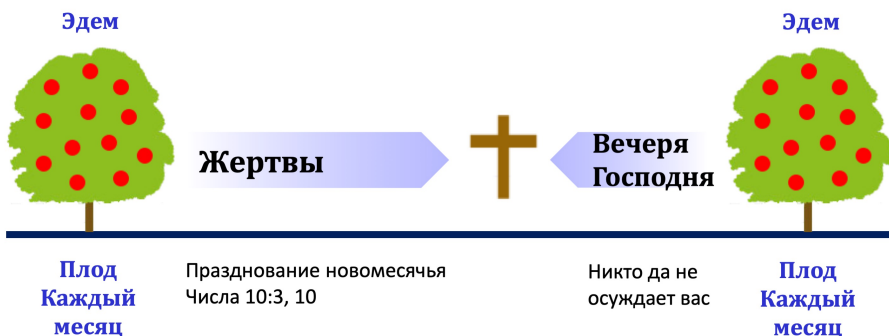 Эдем
Эдем
Жертвы
Вечеря
Господня
Плод
Каждый
месяц
Празднование новомесячья
Числа 10:3, 10
Никто да не
осуждает вас
Плод
Каждый
месяц